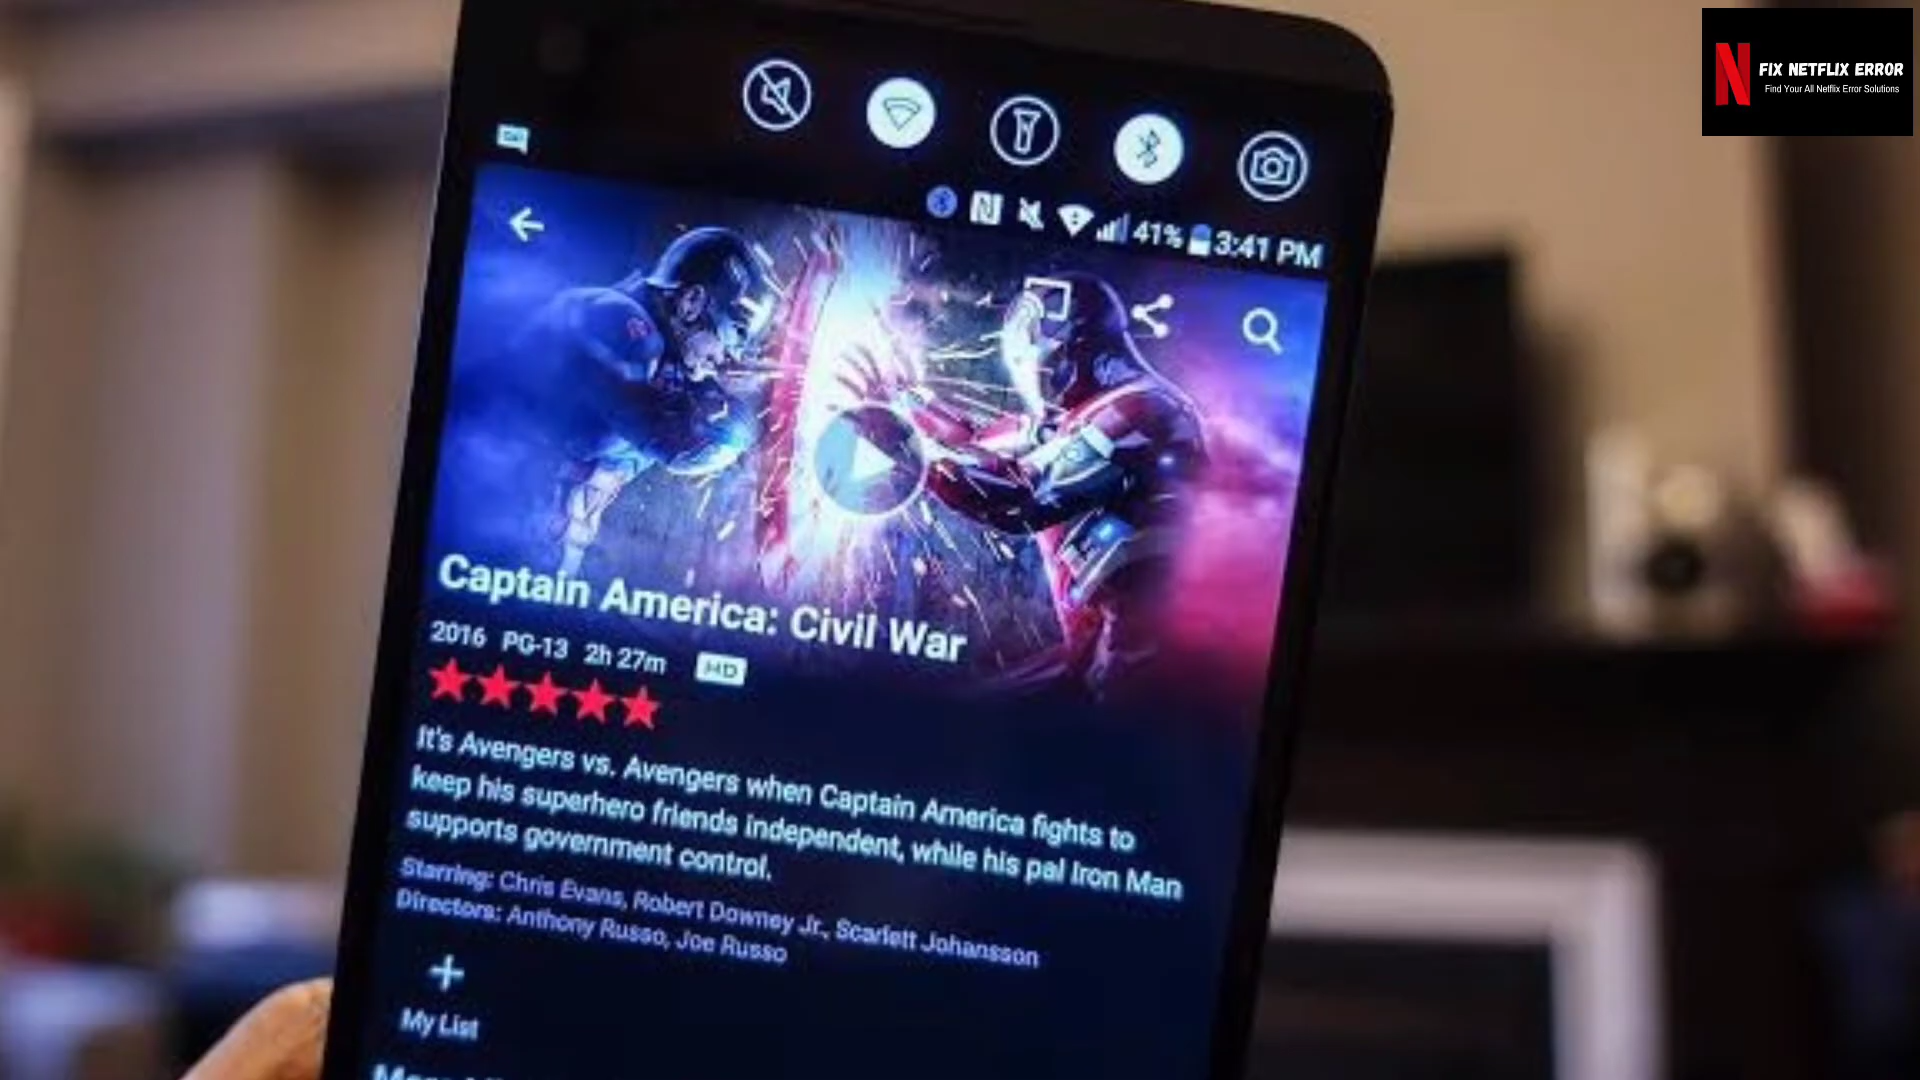 N FIX NETFLIX ERROR
Find Your All Netflix Error Solutions
41% 3:41 PM
Captain America: Civil War
2016 PG-13 2h 27m HD
It's Avengers vs. Avengers when Captain America fights to
keep his superhero friends independent, while his pal Iron Man
supports government control.
Starring: Chris Evans, Robert Downey Jr., Scarlett Johansson
Directors: Anthony Russo, Joe Russo
My List